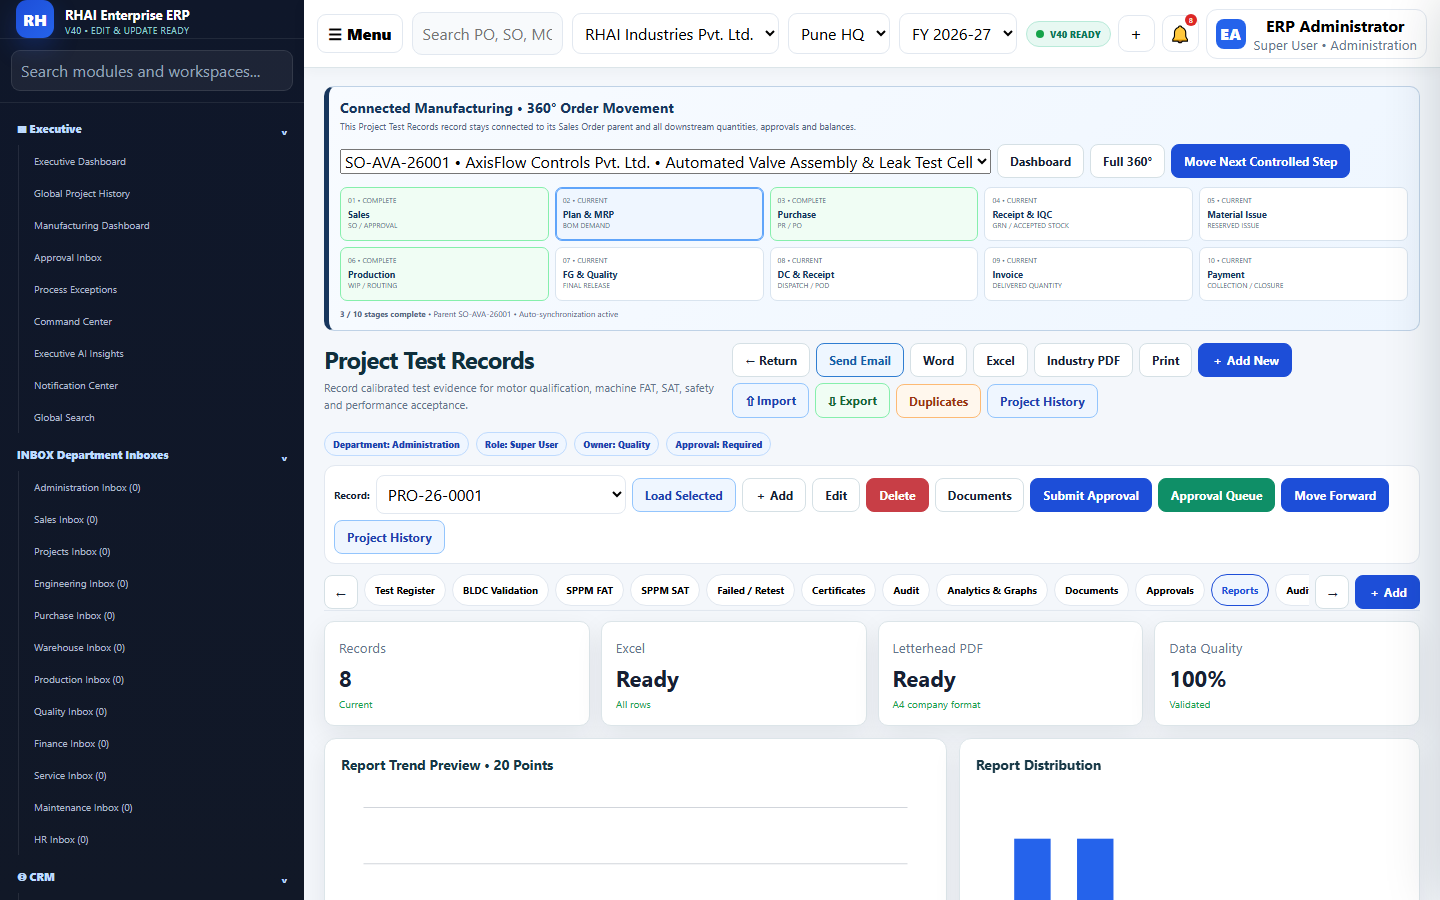 RH
RHAI Enterprise ERP
V40 • EDIT & UPDATE READY
Search modules and workspaces...
Executive
Executive Dashboard
Global Project History
Manufacturing Dashboard
Approval Inbox
Process Exceptions
Command Center
Executive AI Insights
Notification Center
Global Search
INBOX Department Inboxes
Administration Inbox (0)
Sales Inbox (0)
Projects Inbox (0)
Engineering Inbox (0)
Purchase Inbox (0)
Warehouse Inbox (0)
Production Inbox (0)
Quality Inbox (0)
Finance Inbox (0)
Service Inbox (0)
Maintenance Inbox (0)
HR Inbox (0)
CRM
☰ Menu
Search PO, SO, MC
RHAI Industries Pvt. Ltd.
Pune HQ
FY 2026-27
V40 READY
+
8
EA
ERP Administrator
Super User • Administration
Connected Manufacturing • 360° Order Movement
This Project Test Records record stays connected to its Sales Order parent and all downstream quantities, approvals and balances.
SO-AVA-26001 • AxisFlow Controls Pvt. Ltd. • Automated Valve Assembly & Leak Test Cell
Dashboard
Full 360°
Move Next Controlled Step
01 • COMPLETE
Sales
SO / APPROVAL
02 • CURRENT
Plan & MRP
BOM DEMAND
03 • COMPLETE
Purchase
PR / PO
04 • CURRENT
Receipt & IQC
GRN / ACCEPTED STOCK
05 • CURRENT
Material Issue
RESERVED ISSUE
06 • COMPLETE
Production
WIP / ROUTING
07 • CURRENT
FG & Quality
FINAL RELEASE
08 • CURRENT
DC & Receipt
DISPATCH / POD
09 • CURRENT
Invoice
DELIVERED QUANTITY
10 • CURRENT
Payment
COLLECTION / CLOSURE
3 / 10 stages complete • Parent SO-AVA-26001 • Auto-synchronization active
Project Test Records
Record calibrated test evidence for motor qualification, machine FAT, SAT, safety
and performance acceptance.
← Return
Send Email
Word
Excel
Industry PDF
Print
+ Add New
⇧ Import
⇩ Export
Duplicates
Project History
Department: Administration
Role: Super User
Owner: Quality
Approval: Required
Record:
PRO-26-0001
Load Selected
+ Add
Edit
Delete
Documents
Submit Approval
Approval Queue
Move Forward
Project History
←
Test Register
BLDC Validation
SPPM FAT
SPPM SAT
Failed / Retest
Certificates
Audit
Analytics & Graphs
Documents
Approvals
Reports
Audi
→
+ Add
Records
8
Current
Excel
Ready
All rows
Letterhead PDF
Ready
A4 company format
Data Quality
100%
Validated
Report Trend Preview • 20 Points
Report Distribution